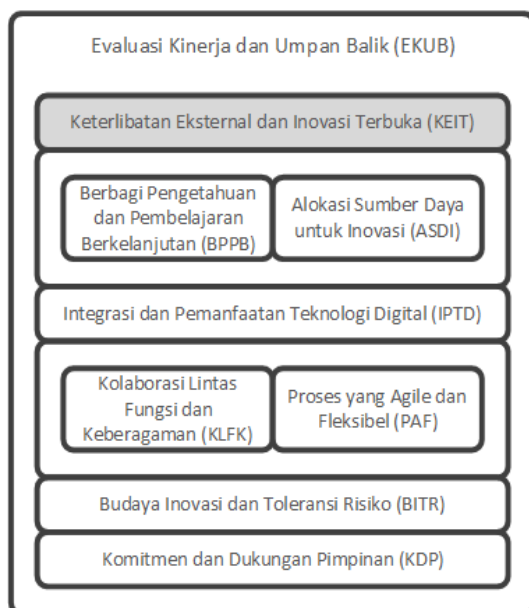 Evaluasi Kinerja dan Umpan Balik (EKUB)
Keterlibatan Eksternal dan Inovasi Terbuka (KEIT)
Berbagi Pengetahuan
dan Pembelajaran
Berkelanjutan (BPPB)
Alokasi Sumber Daya
untuk Inovasi (ASDI)
Integrasi dan Pemanfaatan Teknologi Digital (IPTD)
Kolaborasi Lintas
Fungsi dan
Keberagaman (KLFK)
Proses yang Agile dan
Fleksibel (PAF)
Budaya Inovasi dan Toleransi Risiko (BITR)
Komitmen dan Dukungan Pimpinan (KDP)